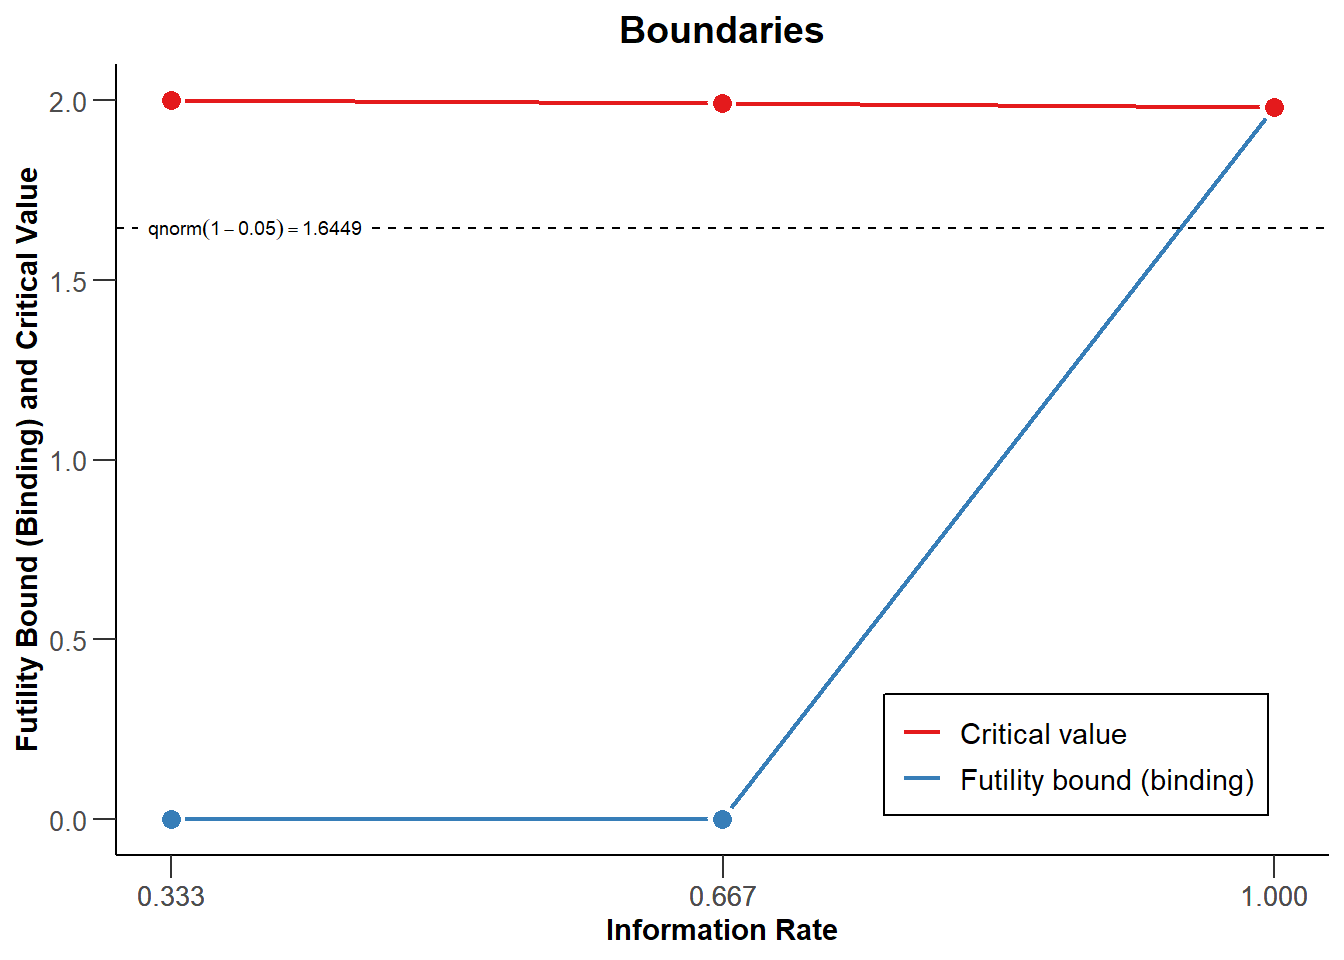 Boundaries
Futility Bound (Binding) and Critical Value
2.0
1.5
1.0
0.5
0.0
qnorm(1 − 0.05) = 1.6449
Critical value
Futility bound (binding)
0.333 0.667 1.000
Information Rate